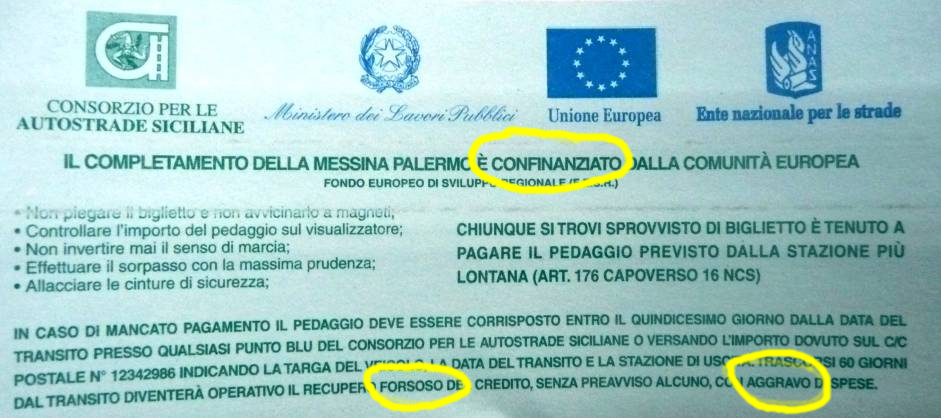 CONSORZIO PER LE
AUTOSTRADE SICILIANE
Ministero dei Lavori Pubblici
Unione Europea
ANAS
Ente nazionale per le strade
IL COMPLETAMENTO DELLA MESSINA PALERMO È CONFINANZIATO DALLA COMUNITÀ EUROPEA
FONDO EUROPEO DI SVILUPPO REGIONALE (F.E.S.R.)
• Non piegare il biglietto e non avvicinarlo a magneti;
• Controllare l'importo del pedaggio sul visualizzatore;
• Non invertire mai il senso di marcia;
• Effettuare il sorpasso con la massima prudenza;
• Allacciare le cinture di sicurezza;
CHIUNQUE SI TROVI SPROVVISTO DI BIGLIETTO È TENUTO A
PAGARE IL PEDAGGIO PREVISTO DALLA STAZIONE PIÙ
LONTANA (ART. 176 CAPOVERSO 16 NCS)
IN CASO DI MANCATO PAGAMENTO IL PEDAGGIO DEVE ESSERE CORRISPOSTO ENTRO IL QUINDICESIMO GIORNO DALLA DATA DEL
TRANSITO PRESSO QUALSIASI PUNTO BLU DEL CONSORZIO PER LE AUTOSTRADE SICILIANE O VERSANDO L'IMPORTO DOVUTO SUL C/C
POSTALE N° 12342986 INDICANDO LA TARGA DEL VEICOLO, LA DATA DEL TRANSITO E LA STAZIONE DI USCITA. TRASCORSI 60 GIORNI
DAL TRANSITO DIVENTERÀ OPERATIVO IL RECUPERO FORSOSO DEL CREDITO, SENZA PREAVVISO ALCUNO, CON AGGRAVO DI SPESE.